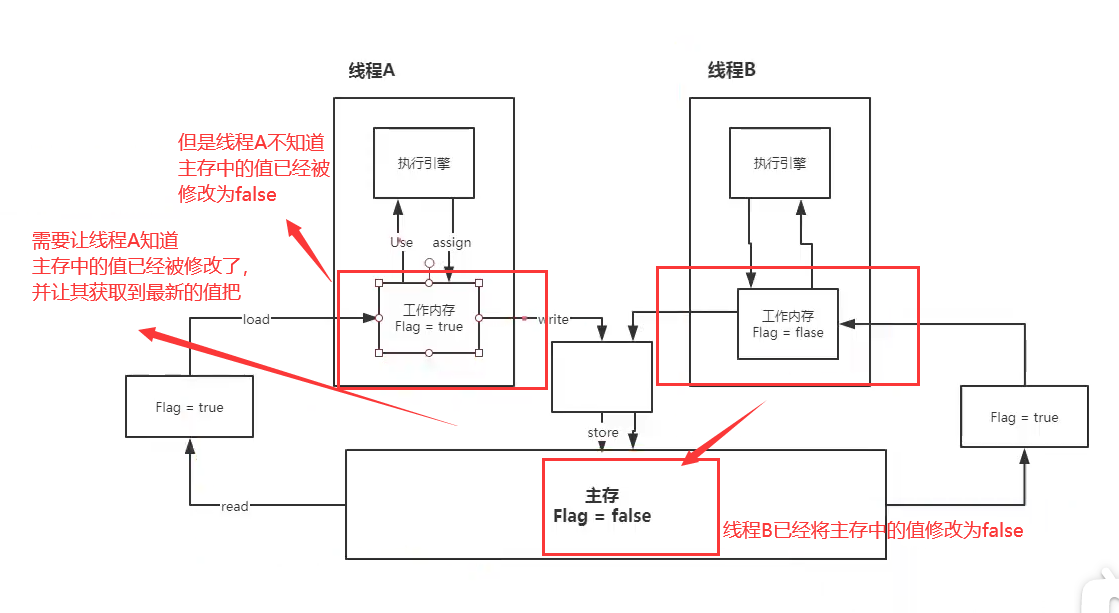 线程A
线程B
但是线程A不知道
主存中的值已经被
修改为false
执行引擎
执行引擎
需要让线程A知道
主存中的值已经被修改了，
并让其获取到最新的值把
Use
assign
工作内存
Flag = true
工作内存
Flag = flase
load
write
Flag = true
Flag = true
store
read
主存
Flag = false
线程B已经将主存中的值修改为false